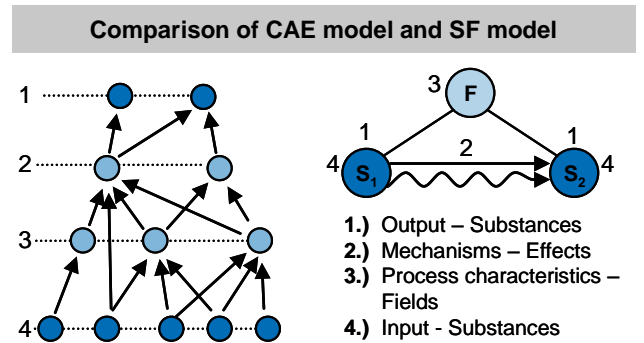 Comparison of CAE model and SF model
1
2
3
4
3
F
1
1
2
4
S1
S2
4
1.) Output – Substances
2.) Mechanisms – Effects
3.) Process characteristics –
Fields
4.) Input - Substances